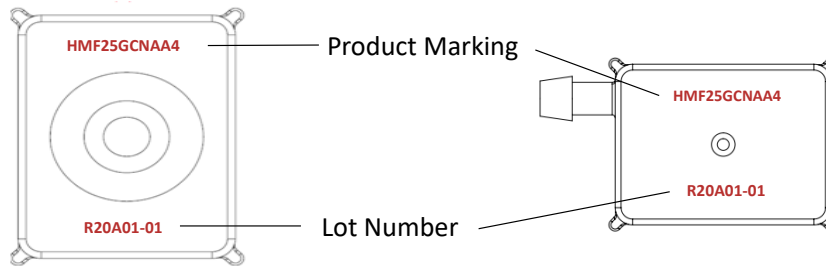 HMF25GCNAA4
Product Marking
HMF25GCNAA4
R20A01-01
R20A01-01
Lot Number